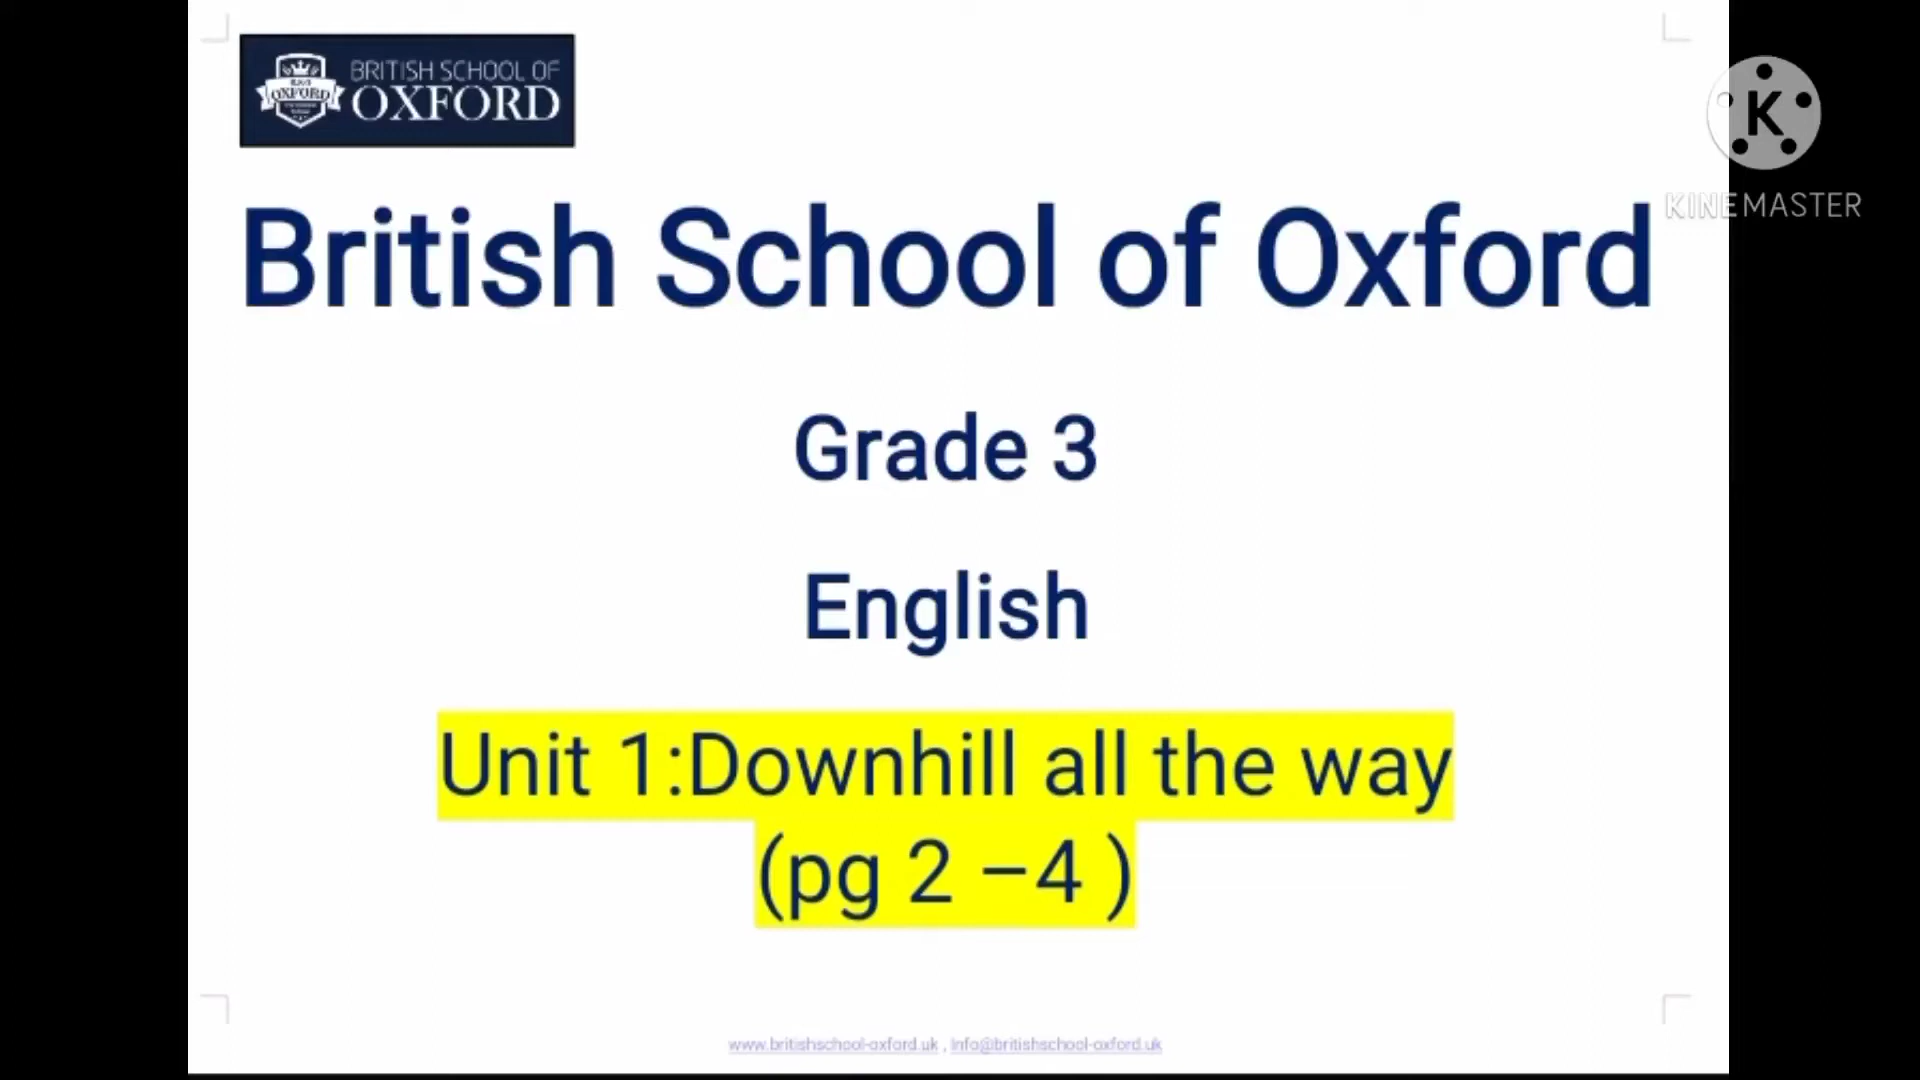 BRITISH SCHOOL OF
OXFORD
OXFORD
K
KINEMASTER
British School of Oxford
Grade 3
English
Unit 1:Downhill all the way
(pg 2 –4 )
www.britishschool-oxford.uk , info@britishschool-oxford.uk